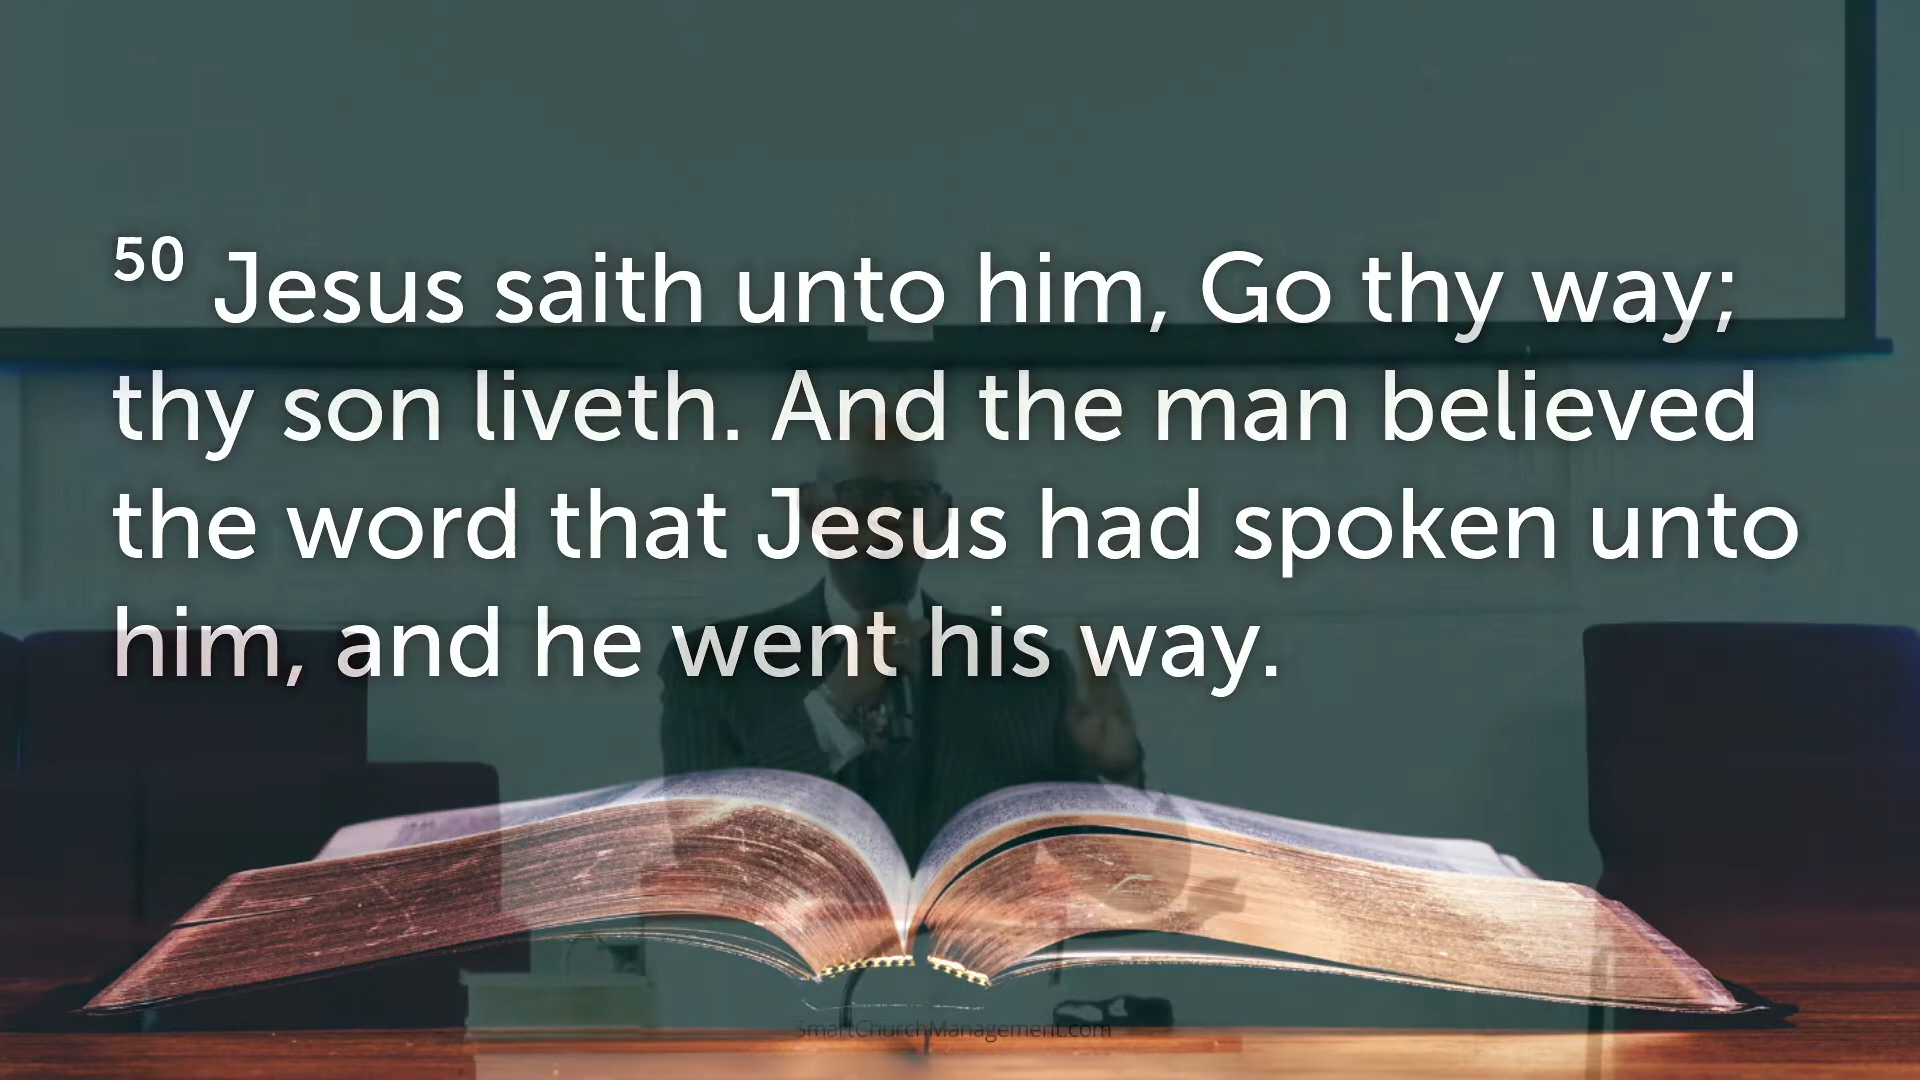 50 Jesus saith unto him, Go thy way;
thy son liveth. And the man believed
the word that Jesus had spoken unto
him, and he went his way.
SmartChurchManagement.com